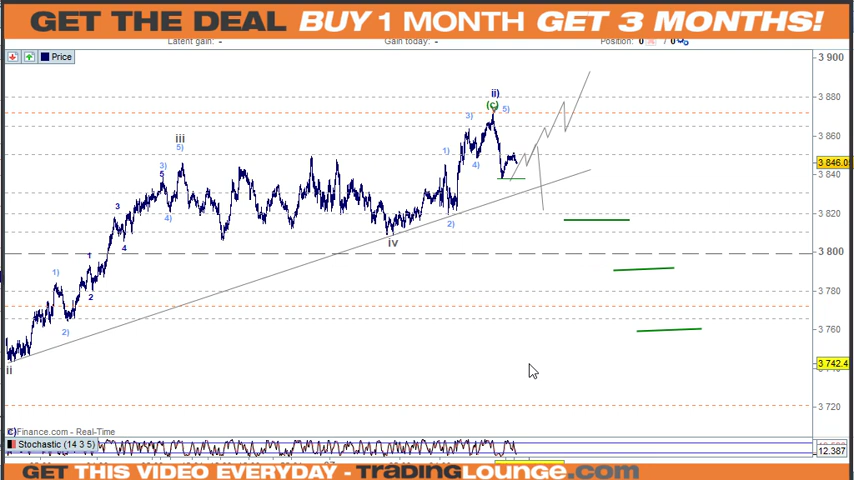 GET THE DEAL BUY 1 MONTH GET 3 MONTHS!
Latent gain: - Gain today: - Position: 0 / 0
Price
3 900
3 880
3 860
3 846.0
3 840
3 820
3 800
3 780
3 760
3 742.4
3 720
ii)
(c) 5)
3)
4)
1)
2)
iii
5)
3)
5
4)
3
4
1
2
1)
2)
iv
ii
c)
Finance.com - Real-Time
Stochastic (14 3 5)
12.387
GET THIS VIDEO EVERYDAY - TRADINGLOUNGE.com